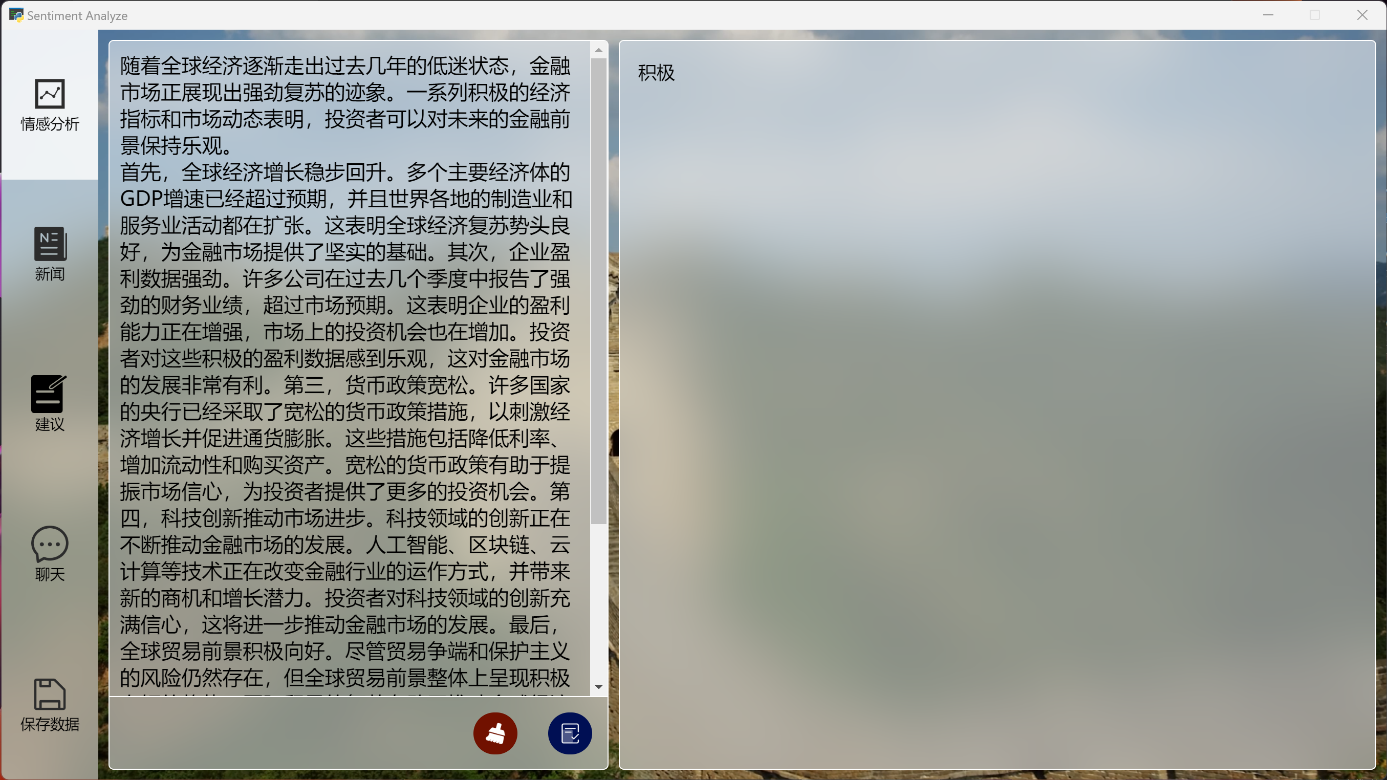 Sentiment Analyze
情感分析
新闻
建议
聊天
保存数据
随着全球经济逐渐走出过去几年的低迷状态，金融
市场正展现出强劲复苏的迹象。一系列积极的经济
指标和市场动态表明，投资者可以对未来的金融前
景保持乐观。
首先，全球经济增长稳步回升。多个主要经济体的
GDP增速已经超过预期，并且世界各地的制造业和
服务业活动都在扩张。这表明全球经济复苏势头良
好，为金融市场提供了坚实的基础。其次，企业盈
利数据强劲。许多公司在过去几个季度中报告了强
劲的财务业绩，超过市场预期。这表明企业的盈利
能力正在增强，市场上的投资机会也在增加。投资
者对这些积极的盈利数据感到乐观，这对金融市场
的发展非常有利。第三，货币政策宽松。许多国家
的央行已经采取了宽松的货币政策措施，以刺激经
济增长并促进通货膨胀。这些措施包括降低利率、
增加流动性和购买资产。宽松的货币政策有助于提
振市场信心，为投资者提供了更多的投资机会。第
四，科技创新推动市场进步。科技领域的创新正在
不断推动金融市场的发展。人工智能、区块链、云
计算等技术正在改变金融行业的运作方式，并带来
新的商机和增长潜力。投资者对科技领域的创新充
满信心，这将进一步推动金融市场的发展。最后，
全球贸易前景积极向好。尽管贸易争端和保护主义
的风险仍然存在，但全球贸易前景整体上呈现积极
积极